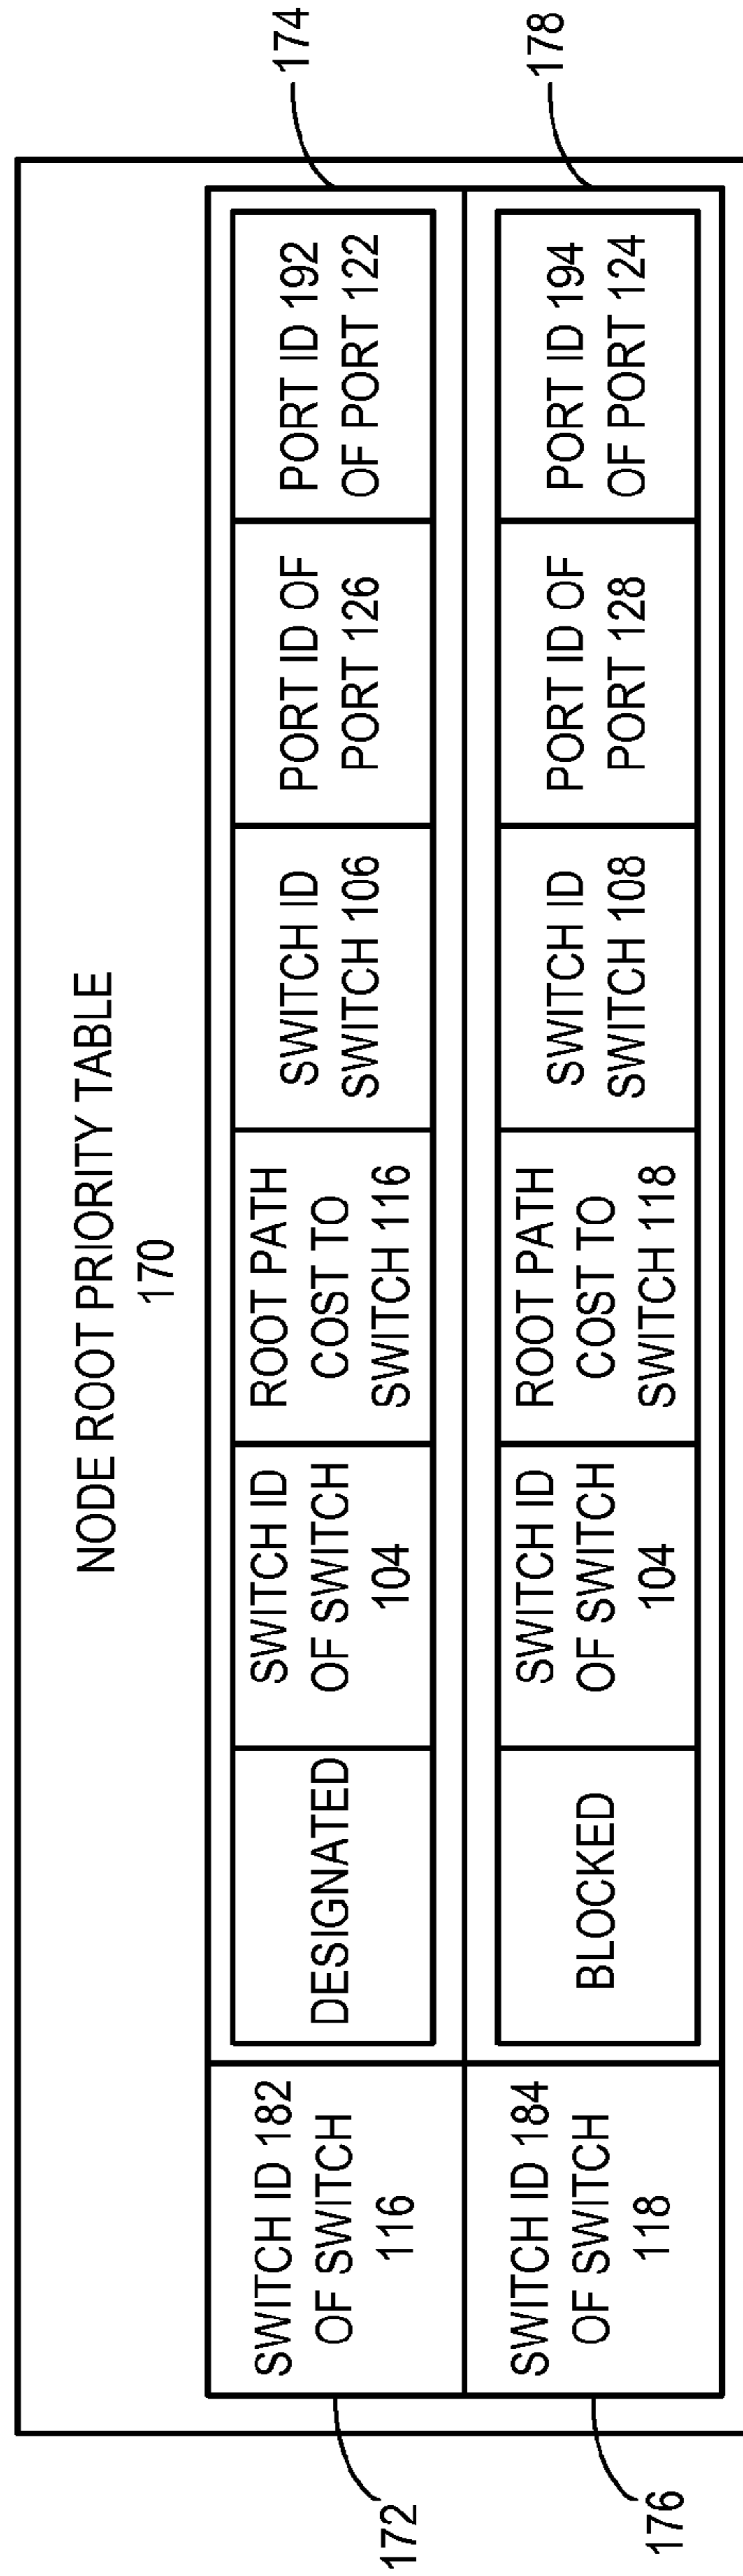 NODE ROOT PRIORITY TABLE
170
172
SWITCH ID 182
OF SWITCH
116
DESIGNATED
SWITCH ID
OF SWITCH
104
ROOT PATH
COST TO
SWITCH 116
SWITCH ID
SWITCH 106
PORT ID OF
PORT 126
PORT ID 192
OF PORT 122
174
176
SWITCH ID 184
OF SWITCH
118
BLOCKED
SWITCH ID
OF SWITCH
104
ROOT PATH
COST TO
SWITCH 118
SWITCH ID
SWITCH 108
PORT ID OF
PORT 128
PORT ID 194
OF PORT 124
178